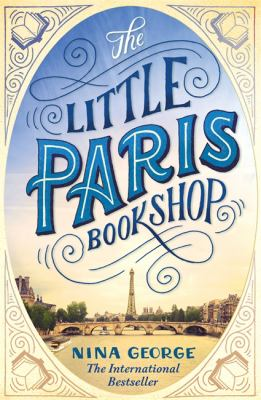 The
LITTLE
PARIS
BOOKSHOP
NINA GEORGE
The International
Bestseller